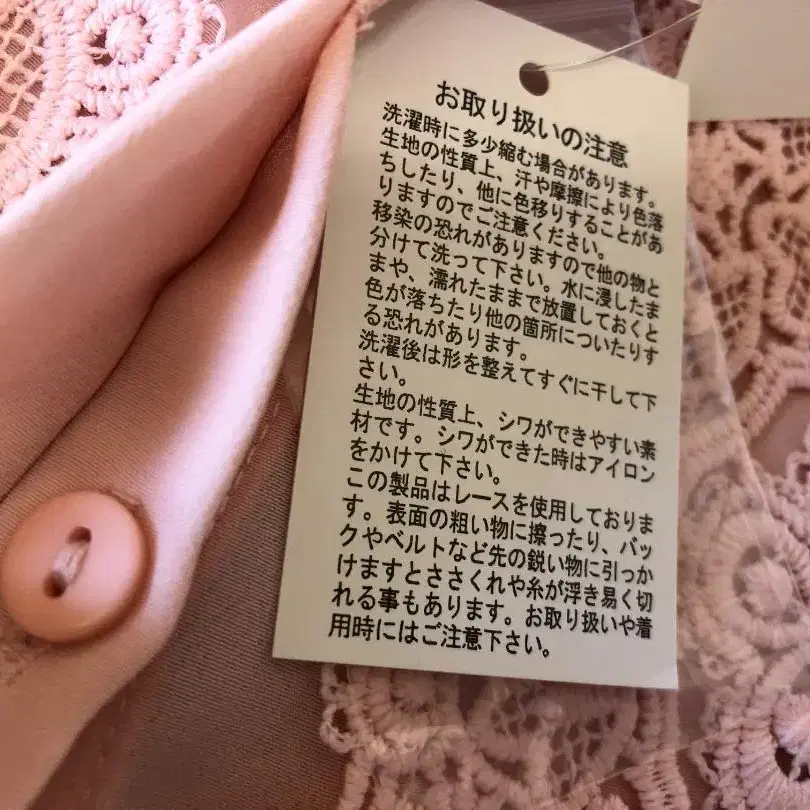 お取り扱いの注意
洗濯時に多少縮む場合があります。
生地の性質上、汗や摩擦により色落
ちしたり、他に色移りすることがあ
りますのでご注意ください。
移染の恐れがありますので他の物と
分けて洗って下さい。水に浸したま
まや、濡れたままで放置しておくと
色が落ちたり他の箇所についたりす
る恐れがあります。
洗濯後は形を整えてすぐに干して下
さい。
生地の性質上、シワができやすい素
材です。シワができた時はアイロン
をかけて下さい。
この製品はレースを使用しておりま
す。表面の粗い物に擦ったり、バッ
クやベルトなど先の鋭い物に引っか
けますとささくれや糸が浮き易く切
れる事もあります。お取り扱いや着
用時にはご注意下さい。